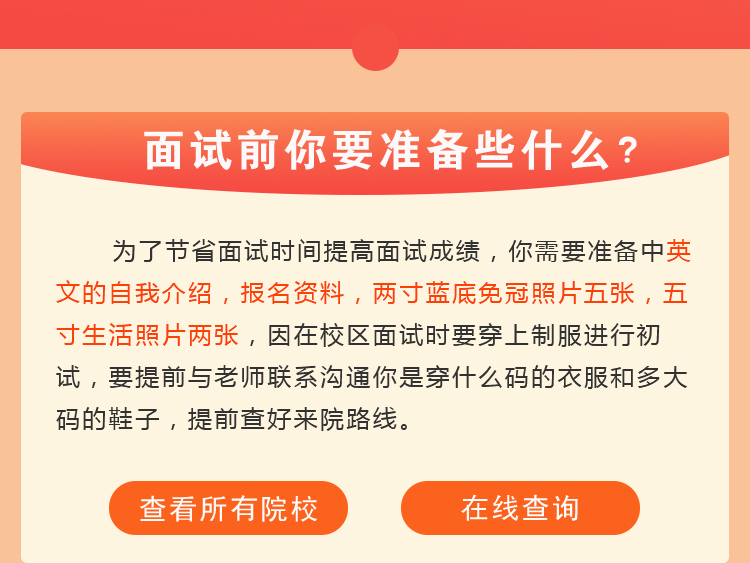 面试前你要准备些什么?
为了节省面试时间提高面试成绩，你需要准备中英
文的自我介绍，报名资料，两寸蓝底免冠照片五张，五
寸生活照片两张，因在校区面试时要穿上制服进行初
试，要提前与老师联系沟通你是穿什么码的衣服和多大
码的鞋子，提前查好来院路线。
查看所有院校
在线查询